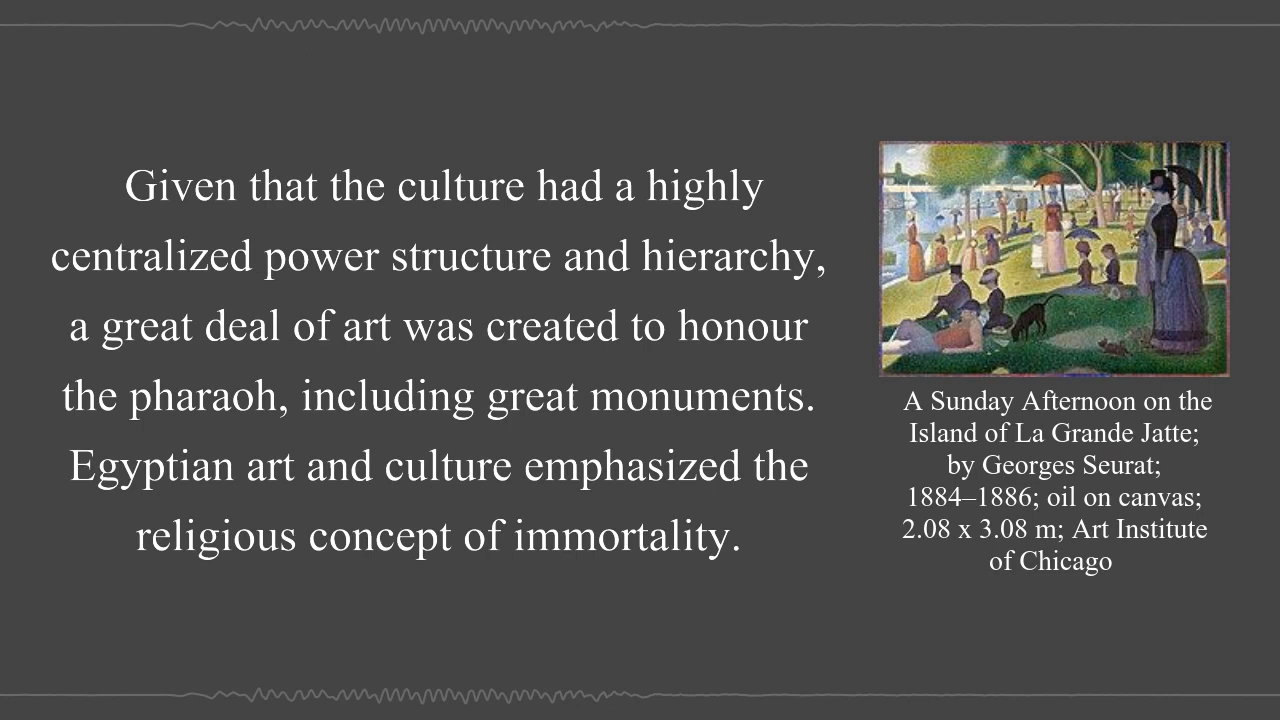 Given that the culture had a highly
centralized power structure and hierarchy,
a great deal of art was created to honour
the pharaoh, including great monuments.
Egyptian art and culture emphasized the
religious concept of immortality.
A Sunday Afternoon on the
Island of La Grande Jatte;
by Georges Seurat;
1884–1886; oil on canvas;
2.08 x 3.08 m; Art Institute
of Chicago